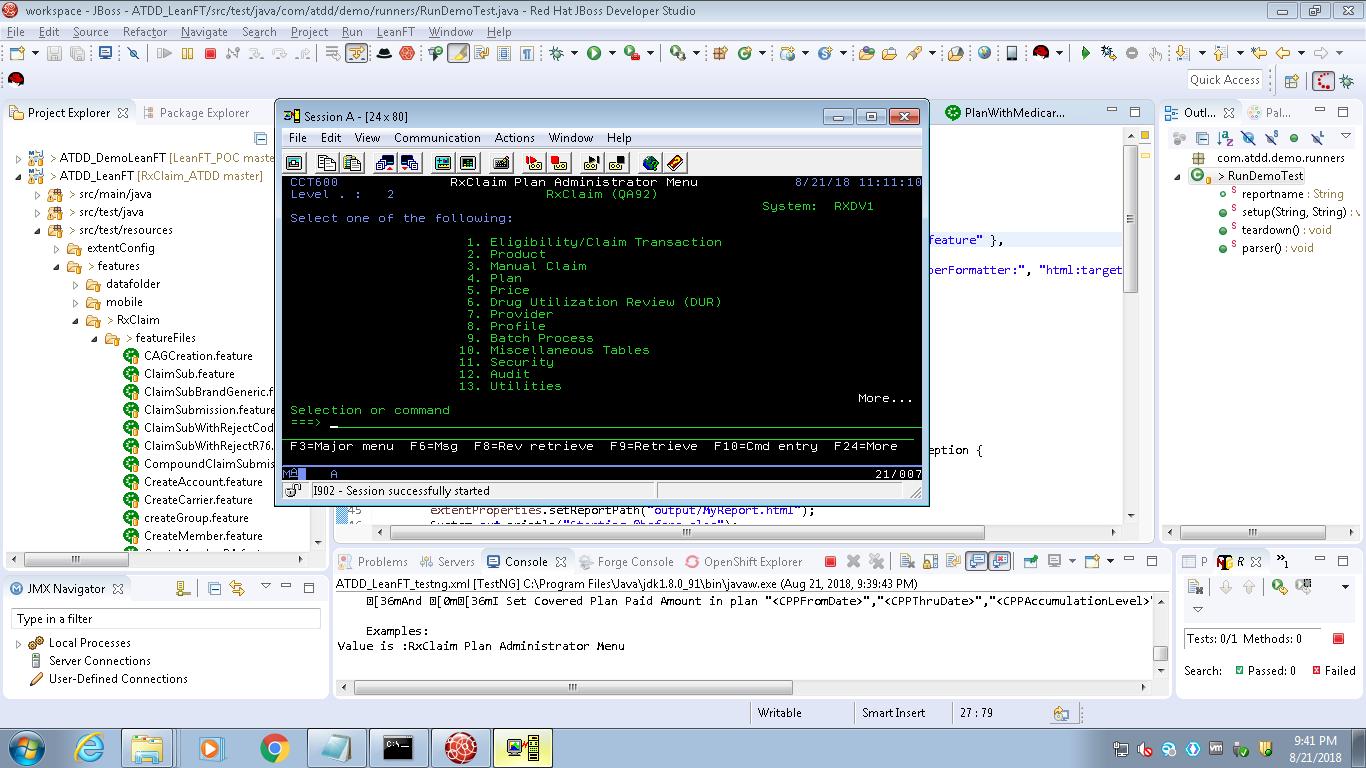 workspace - JBoss - ATDD_LeanFT/src/test/java/com/atdd/demo/runners/RunDemoTest.java - Red Hat JBoss Developer Studio
File Edit Source Refactor Navigate Search Project Run LeanFT Window Help
Quick Access
Project Explorer Package Explorer
> ATDD_DemoLeanFT [LeanFT_POC maste
> ATDD_LeanFT [RxClaim_ATDD master]
> src/main/java
> src/test/java
> src/test/resources
extentConfig
> features
datafolder
> mobile
> RxClaim
> featureFiles
CAGCreation.feature
ClaimSub.feature
ClaimSubBrandGeneric.f
ClaimSubmission.feature
ClaimSubWithRejectCod
ClaimSubWithRejectR76.
CompoundClaimSubmis
CreateAccount.feature
CreateCarrier.feature
createGroup.feature
CreateMember.feature
Session A - [24 x 80]
File Edit View Communication Actions Window Help
CCT600 RxClaim Plan Administrator Menu 8/21/18 11:11:10
Level . : 2 RxClaim (QA92)
System: RXDV1
Select one of the following:
1. Eligibility/Claim Transaction
2. Product
3. Manual Claim
4. Plan
5. Price
6. Drug Utilization Review (DUR)
7. Provider
8. Profile
9. Batch Process
10. Miscellaneous Tables
11. Security
12. Audit
13. Utilities
More...
Selection or command
===>
F3=Major menu F6=Msg F8=Rev retrieve F9=Retrieve F10=Cmd entry F24=More
MA A 21/007
I902 - Session successfully started
PlanWithMedicar...
feature" },
perFormatter:", "html:target
eption {
45 extentProperties.setReportPath("output/MyReport.html");
Outl... Pal...
com.atdd.demo.runners
> RunDemoTest
reportname : String
setup(String, String) : v
teardown() : void
parser() : void
JMX Navigator
Type in a filter
Local Processes
Server Connections
User-Defined Connections
Problems Servers Console Forge Console OpenShift Explorer
ATDD_LeanFT_testng.xml [TestNG] C:\Program Files\Java\jdk1.8.0_91\bin\javaw.exe (Aug 21, 2018, 9:39:43 PM)
[36mAnd [0m[36mI Set Covered Plan Paid Amount in plan "<CPPFromDate>","<CPPThruDate>","<CPPAccumulationLevel>"
Examples:
Value is :RxClaim Plan Administrator Menu
P R »1
Tests: 0/1 Methods: 0
Search: Passed: 0 Failed
Writable Smart Insert 27 : 79
9:41 PM
8/21/2018